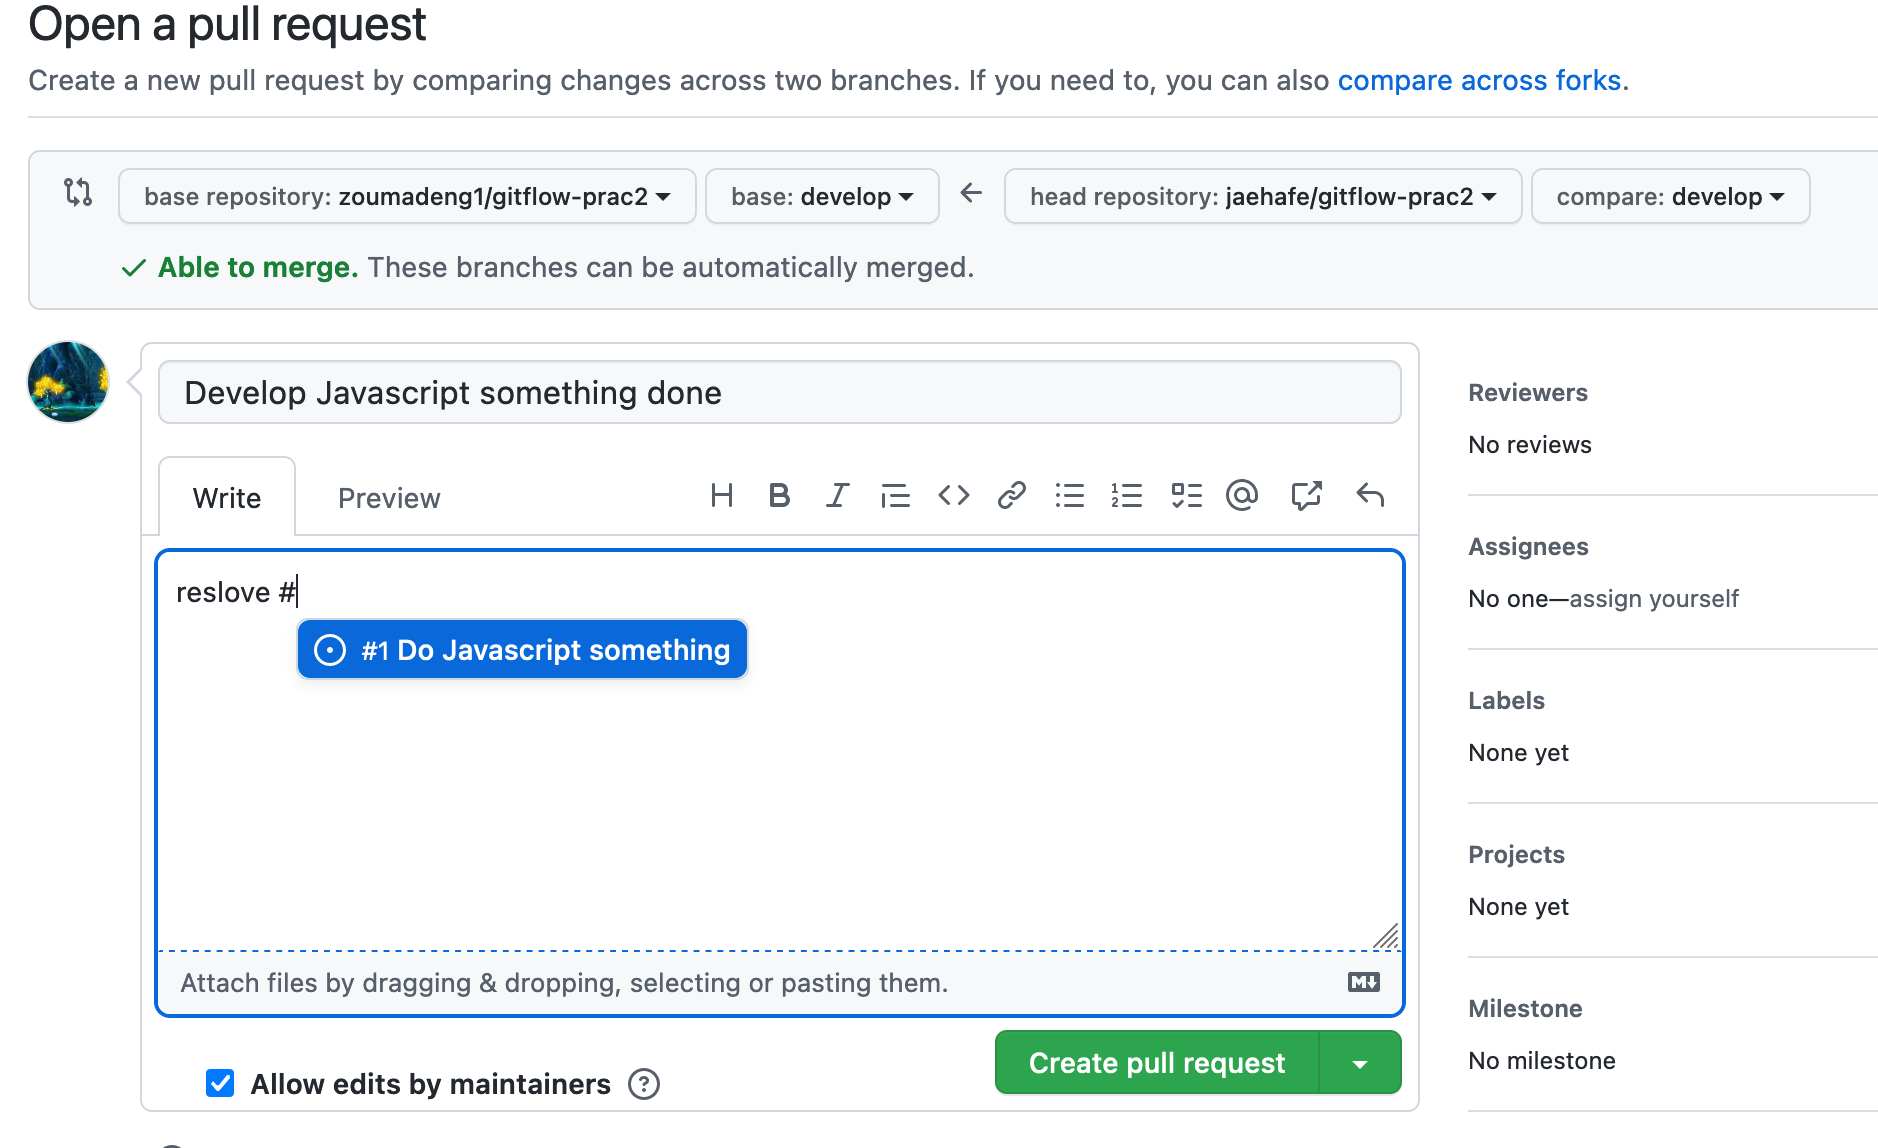 Open a pull request
Create a new pull request by comparing changes across two branches. If you need to, you can also compare across forks.
base repository: zoumadeng1/gitflow-prac2 base: develop head repository: jaehafe/gitflow-prac2 compare: develop
Able to merge. These branches can be automatically merged.
Develop Javascript something done
Write Preview
reslove #
#1 Do Javascript something
Attach files by dragging & dropping, selecting or pasting them.
Allow edits by maintainers
Create pull request
Reviewers
No reviews
Assignees
No one—assign yourself
Labels
None yet
Projects
None yet
Milestone
No milestone